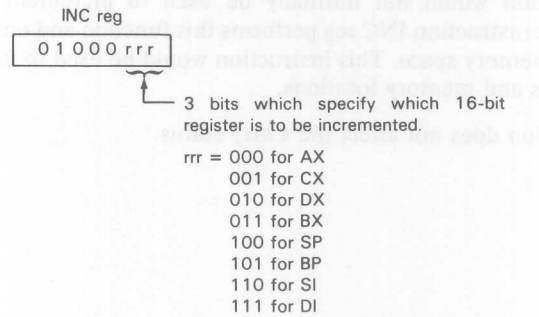 INC reg
01000rrr
3 bits which specify which 16-bit
register is to be incremented.
rrr = 000 for AX
001 for CX
010 for DX
011 for BX
100 for SP
101 for BP
110 for SI
111 for DI